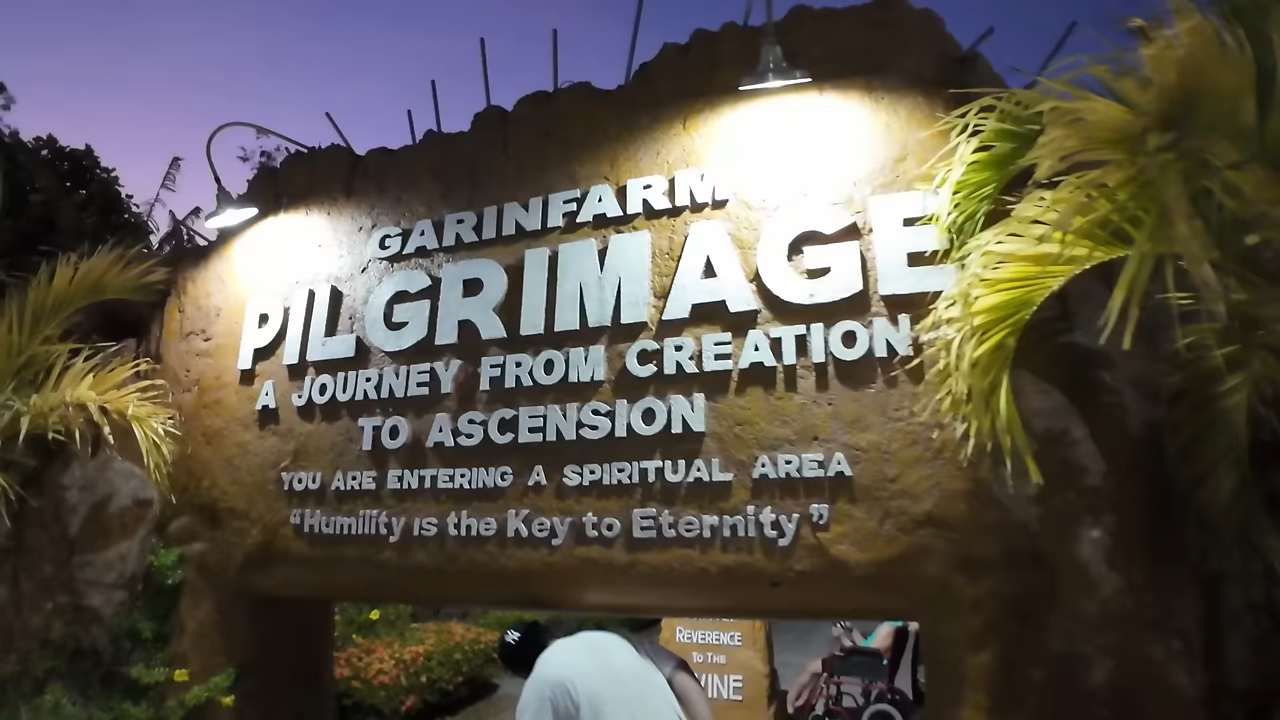 GARINFARM
PILGRIMAGE
A JOURNEY FROM CREATION
TO ASCENSION
YOU ARE ENTERING A SPIRITUAL AREA
"Humility is the Key to Eternity"
REVERENCE
TO THE